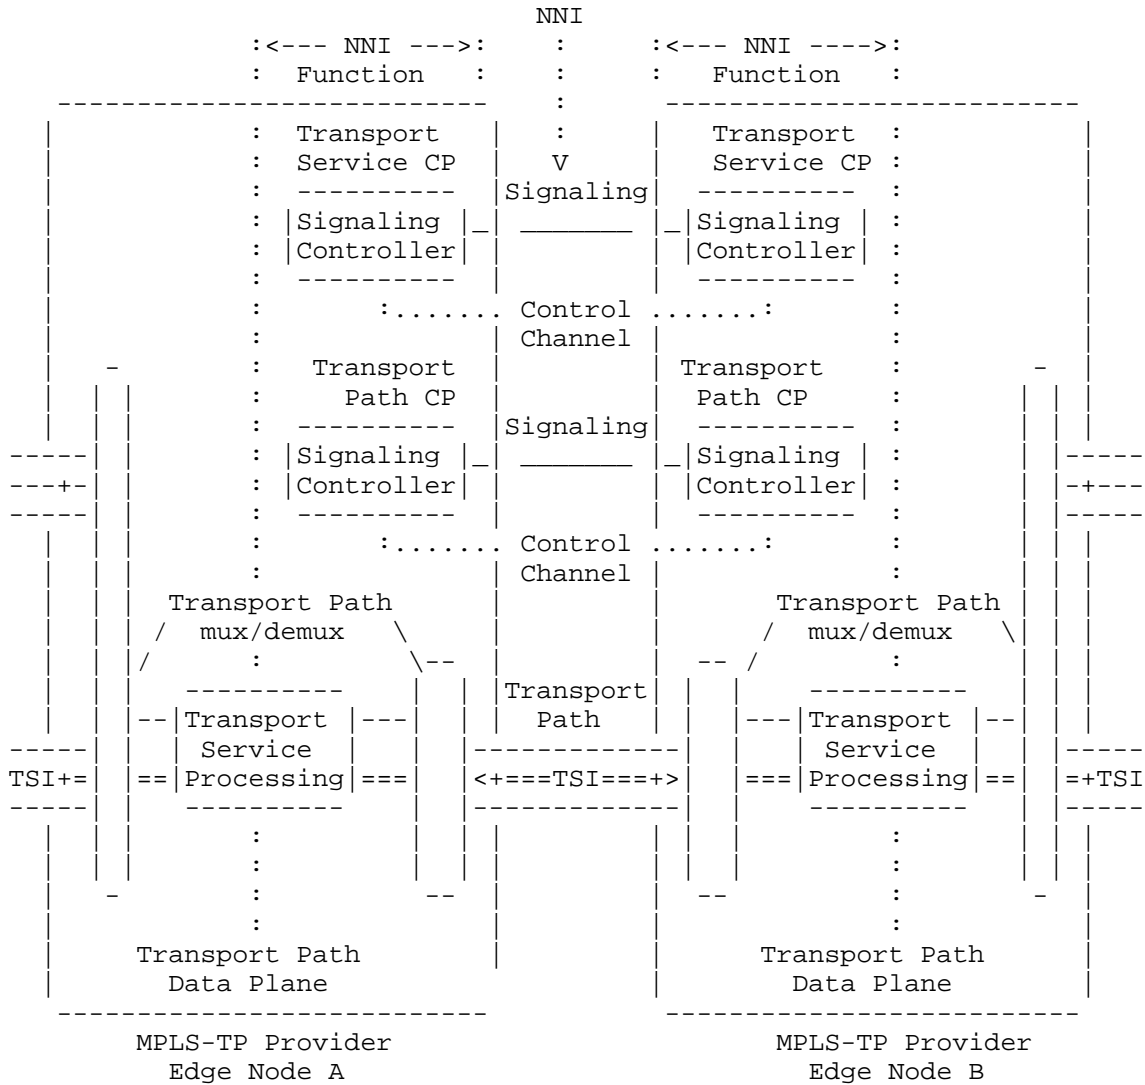 NNI
:<--- NNI --->: : :<--- NNI ---->:
: Function : : : Function :
--------------------------- : --------------------------
| : Transport | : | Transport : |
| : Service CP | V | Service CP : |
| : ---------- |Signaling| ---------- : |
| : |Signaling |_| _______ |_|Signaling | : |
| : |Controller| | | |Controller| : |
| : ---------- | | ---------- : |
| : :....... Control .......: : |
| : | Channel | : |
| - : Transport | | Transport : - |
| | | : Path CP | | Path CP : | | |
| | | : ---------- |Signaling| ---------- : | | |
-----| | : |Signaling |_| _______ |_|Signaling | : | |-----
---+-| | : |Controller| | | |Controller| : | |-+---
-----| | : ---------- | | ---------- : | |-----
| | | : :....... Control .......: : | | |
| | | : | Channel | : | | |
| | | Transport Path | | Transport Path | | |
| | | / mux/demux \ | | / mux/demux \| | |
| | |/ : \-- | | -- / : | | |
| | | ---------- | | |Transport| | | ---------- | | |
| | |--|Transport |---| | | Path | | |---|Transport |--| | |
-----| | | Service | | |-------------| | | Service | | |-----
TSI+=| |==|Processing|===| |<+===TSI===+>| |===|Processing|==| |=+TSI
-----| | ---------- | |-------------| | ---------- | |-----
| | | : | | | | | | : | | |
| | | : | | | | | | : | | |
| - : -- | | -- : - |
| : | | : |
| Transport Path | | Transport Path |
| Data Plane | Data Plane |
--------------------------- --------------------------
MPLS-TP Provider MPLS-TP Provider
Edge Node A Edge Node B